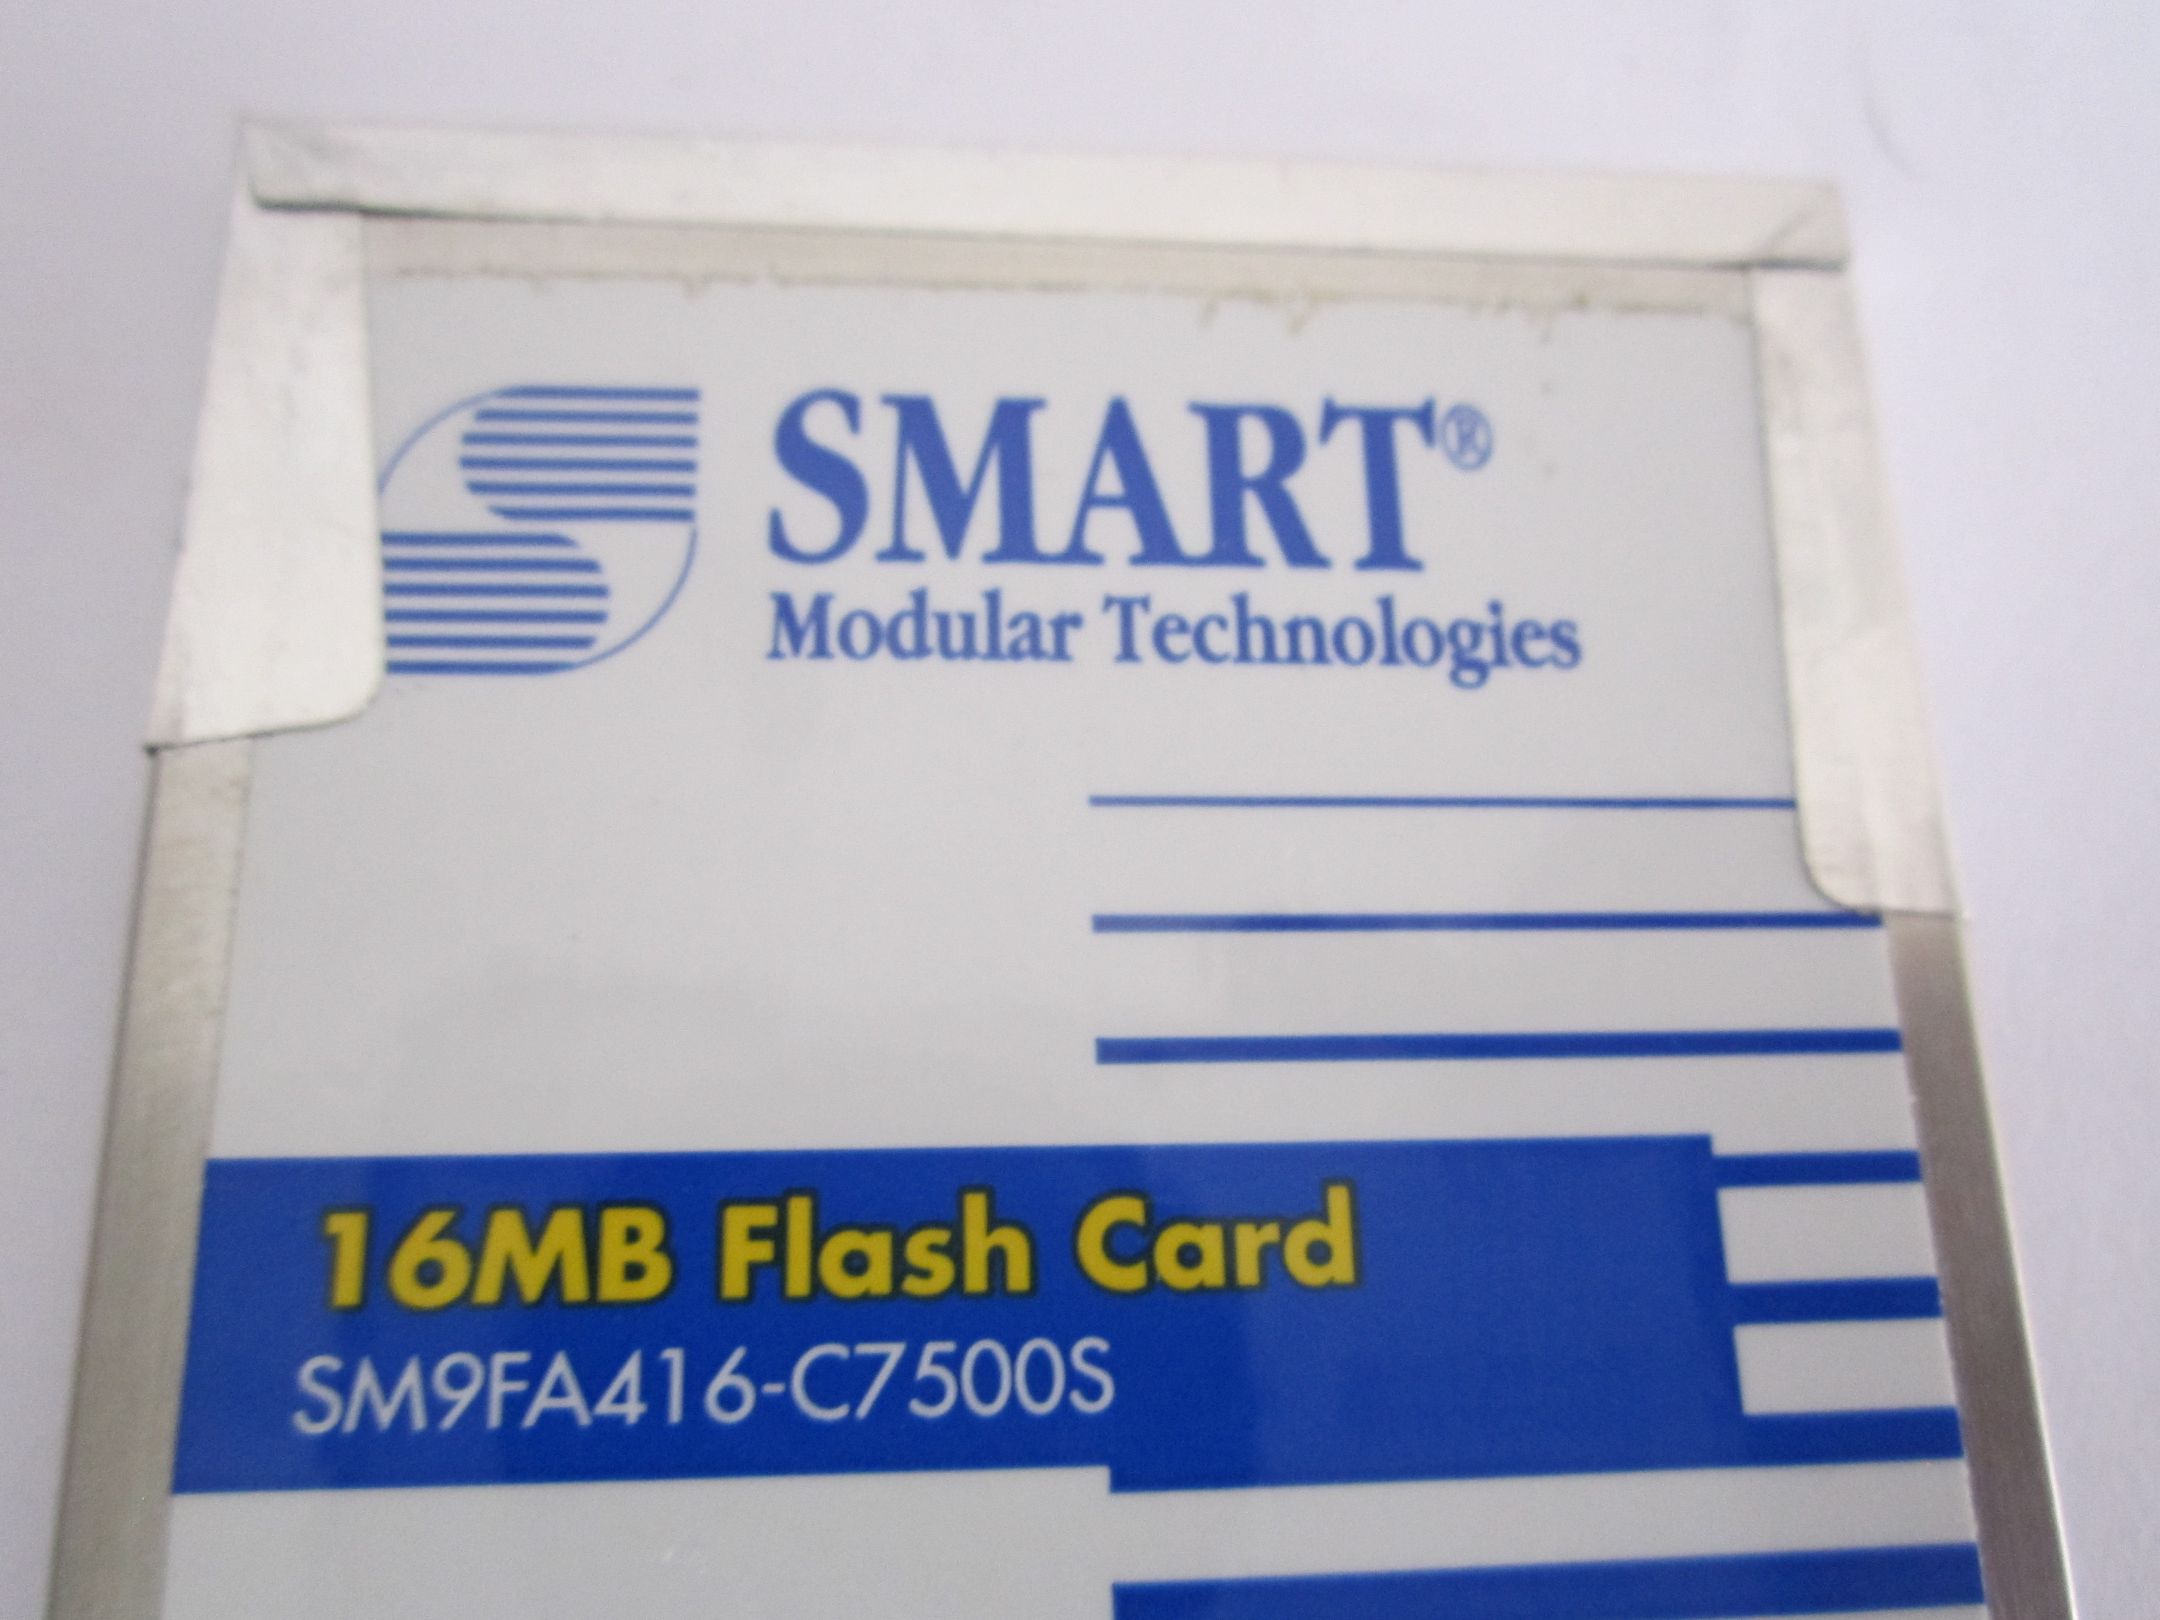 SMART®
Modular Technologies
16MB Flash Card
SM9FA416-C7500S